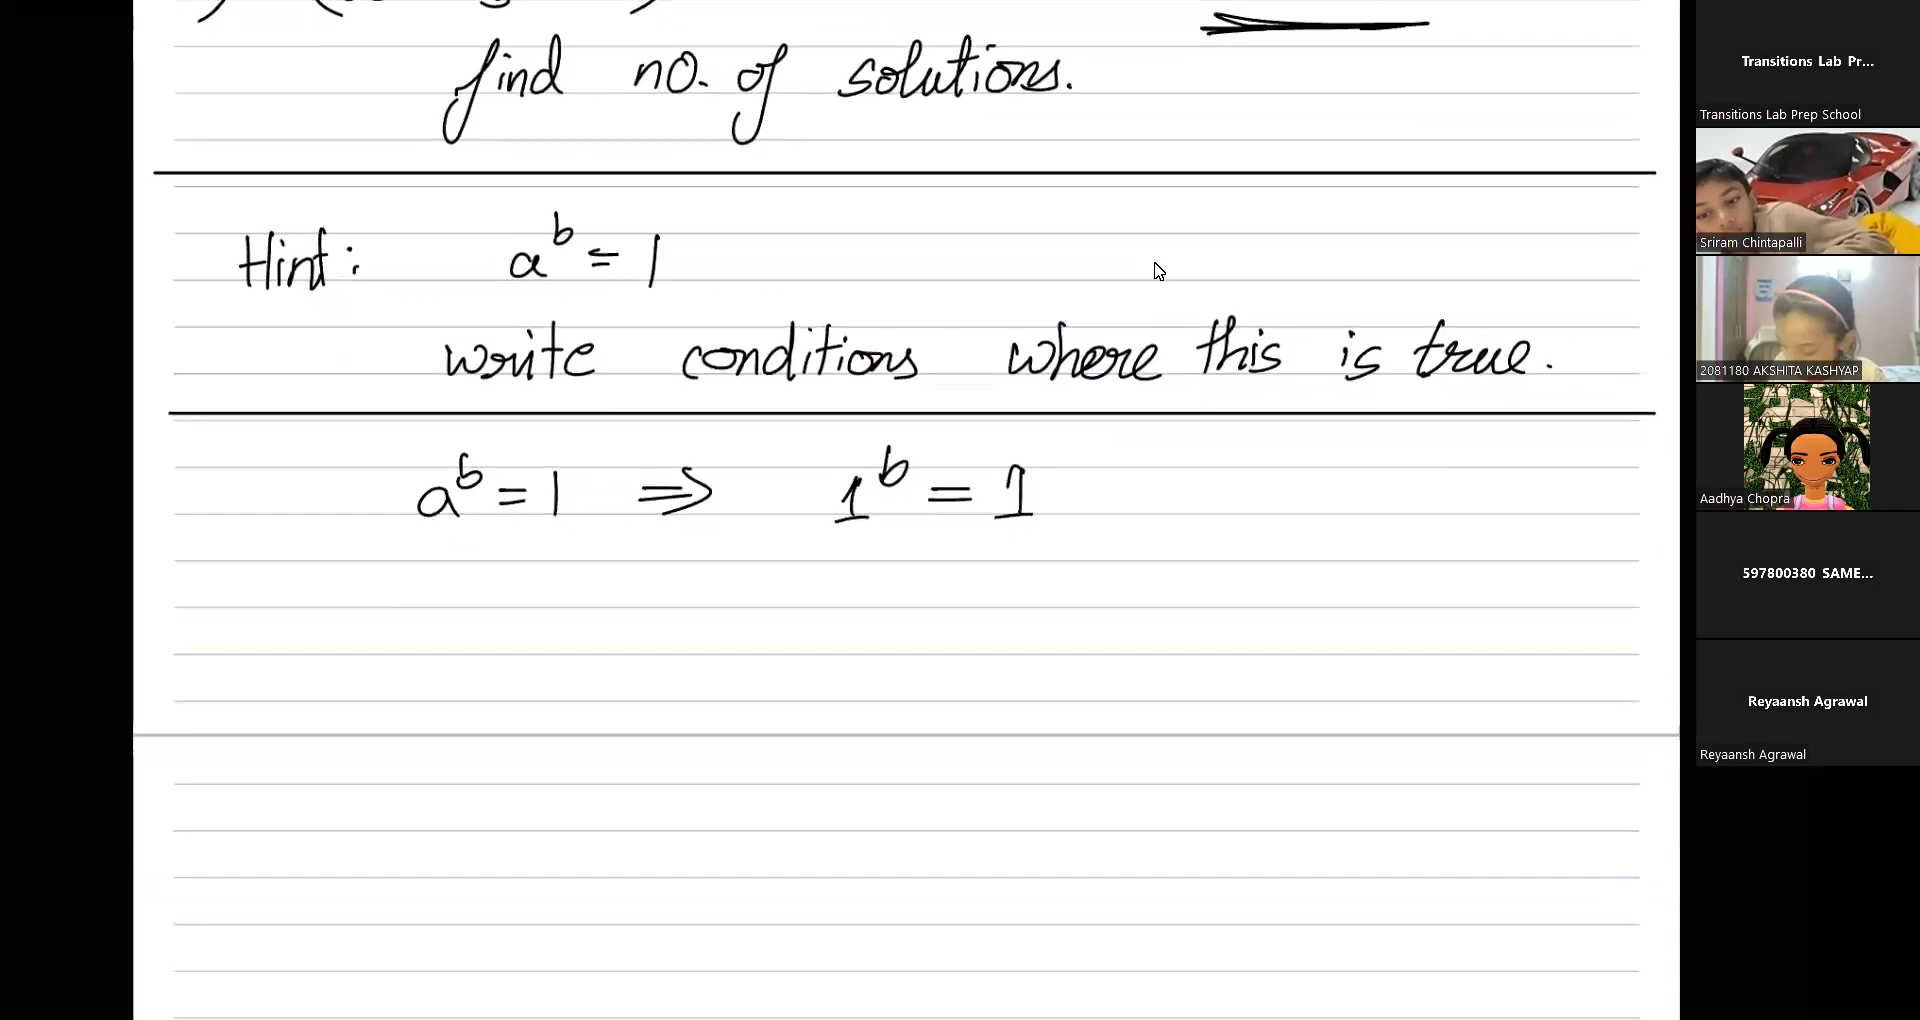 find no. of solutions.
Hint: a^b = 1
write conditions where this is true.
a^b = 1 ⇒ 1^b = 1
Transitions Lab Pr...
Transitions Lab Prep School
Sriram Chintapalli
2081180 AKSHITA KASHYAP
Aadhya Chopra
597800380 SAME...
Reyaansh Agrawal
Reyaansh Agrawal